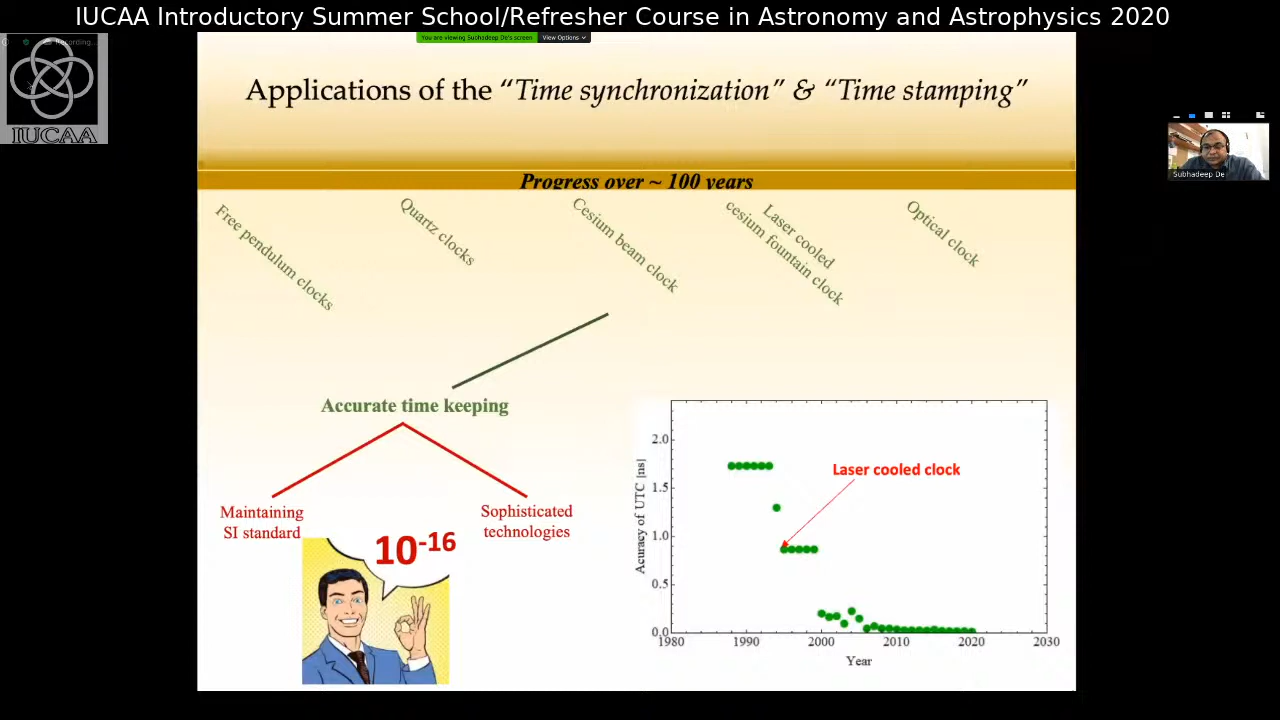 IUCAA Introductory Summer School/Refresher Course in Astronomy and Astrophysics 2020
Recording...
You are viewing Subhadeep De's screen
View Options
IUCAA
Applications of the “Time synchronization” & “Time stamping”
Subhadeep De
Progress over ~ 100 years
Free pendulum clocks
Quartz clocks
Cesium beam clock
Laser cooled
cesium fountain clock
Optical clock
Accurate time keeping
Maintaining
SI standard
Sophisticated
technologies
10-16
Laser cooled clock
Acuracy of UTC [ns]
2.0
1.5
1.0
0.5
0.0
1980
1990
2000
2010
2020
2030
Year